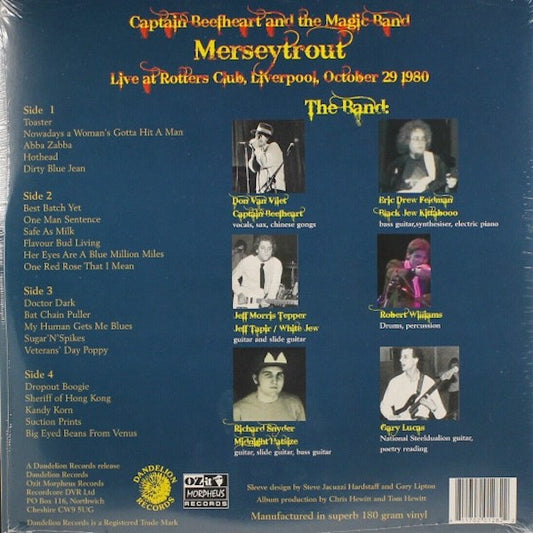 Captain Beefheart and the Magic Band
Merseytrout
Live at Rotters Club, Liverpool, October 29 1980
The Band:
Side 1
Toaster
Nowadays a Woman's Gotta Hit A Man
Abba Zabba
Hothead
Dirty Blue Jean
Side 2
Best Batch Yet
One Man Sentence
Safe As Milk
Flavour Bud Living
Her Eyes Are A Blue Million Miles
One Red Rose That I Mean
Side 3
Doctor Dark
Bat Chain Puller
My Human Gets Me Blues
Sugar'N'Spikes
Veterans' Day Poppy
Side 4
Dropout Boogie
Sheriff of Hong Kong
Kandy Korn
Suction Prints
Big Eyed Beans From Venus
Don Van Vliet
Captain Beefheart
vocals, sax, chinese gongs
Eric Drew Feldman
Black Jew Kittabooo
bass guitar,synthesiser, electric piano
Jeff Morris Tepper
Jeff Tapir / White Jew
guitar and slide guitar
Robert Williams
Drums, percussion
Richard Snyder
Midnight Hatsize
guitar, slide guitar, bass guitar
Gary Lucas
National Steeldualion guitar,
poetry reading
A Dandelion Records release
Dandelion Records
Ozit Morpheus Records
Recordcore DVR Ltd
PO Box 116, Northwich
Cheshire CW9 5UG
Dandelion Records is a Registered Trade Mark
DANDELION
RECORDS
OZit
MORPHEUS
RECORDS
Sleeve design by Steve Jacuzzi Hardstaff and Gary Lipton
Album production by Chris Hewitt and Tom Hewitt
Manufactured in superb 180 gram vinyl